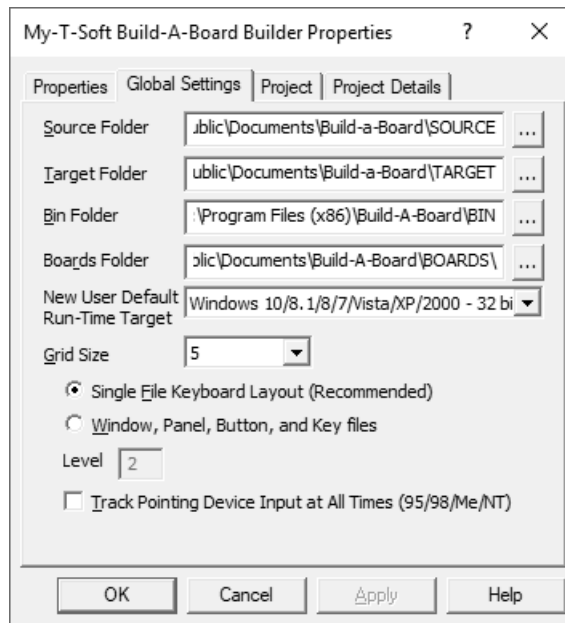 My-T-Soft Build-A-Board Builder Properties ? ×
Properties Global Settings Project Project Details
Source Folder ublic\Documents\Build-a-Board\SOURCE ...
Target Folder ublic\Documents\Build-a-Board\TARGET ...
Bin Folder :\Program Files (x86)\Build-A-Board\BIN ...
Boards Folder blic\Documents\Build-a-Board\BOARDS\ ...
New User Default
Run-Time Target
Windows 10/8.1/8/7/Vista/XP/2000 - 32 bi
Grid Size 5
Single File Keyboard Layout (Recommended)
Window, Panel, Button, and Key files
Level 2
Track Pointing Device Input at All Times (95/98/Me/NT)
OK Cancel Apply Help